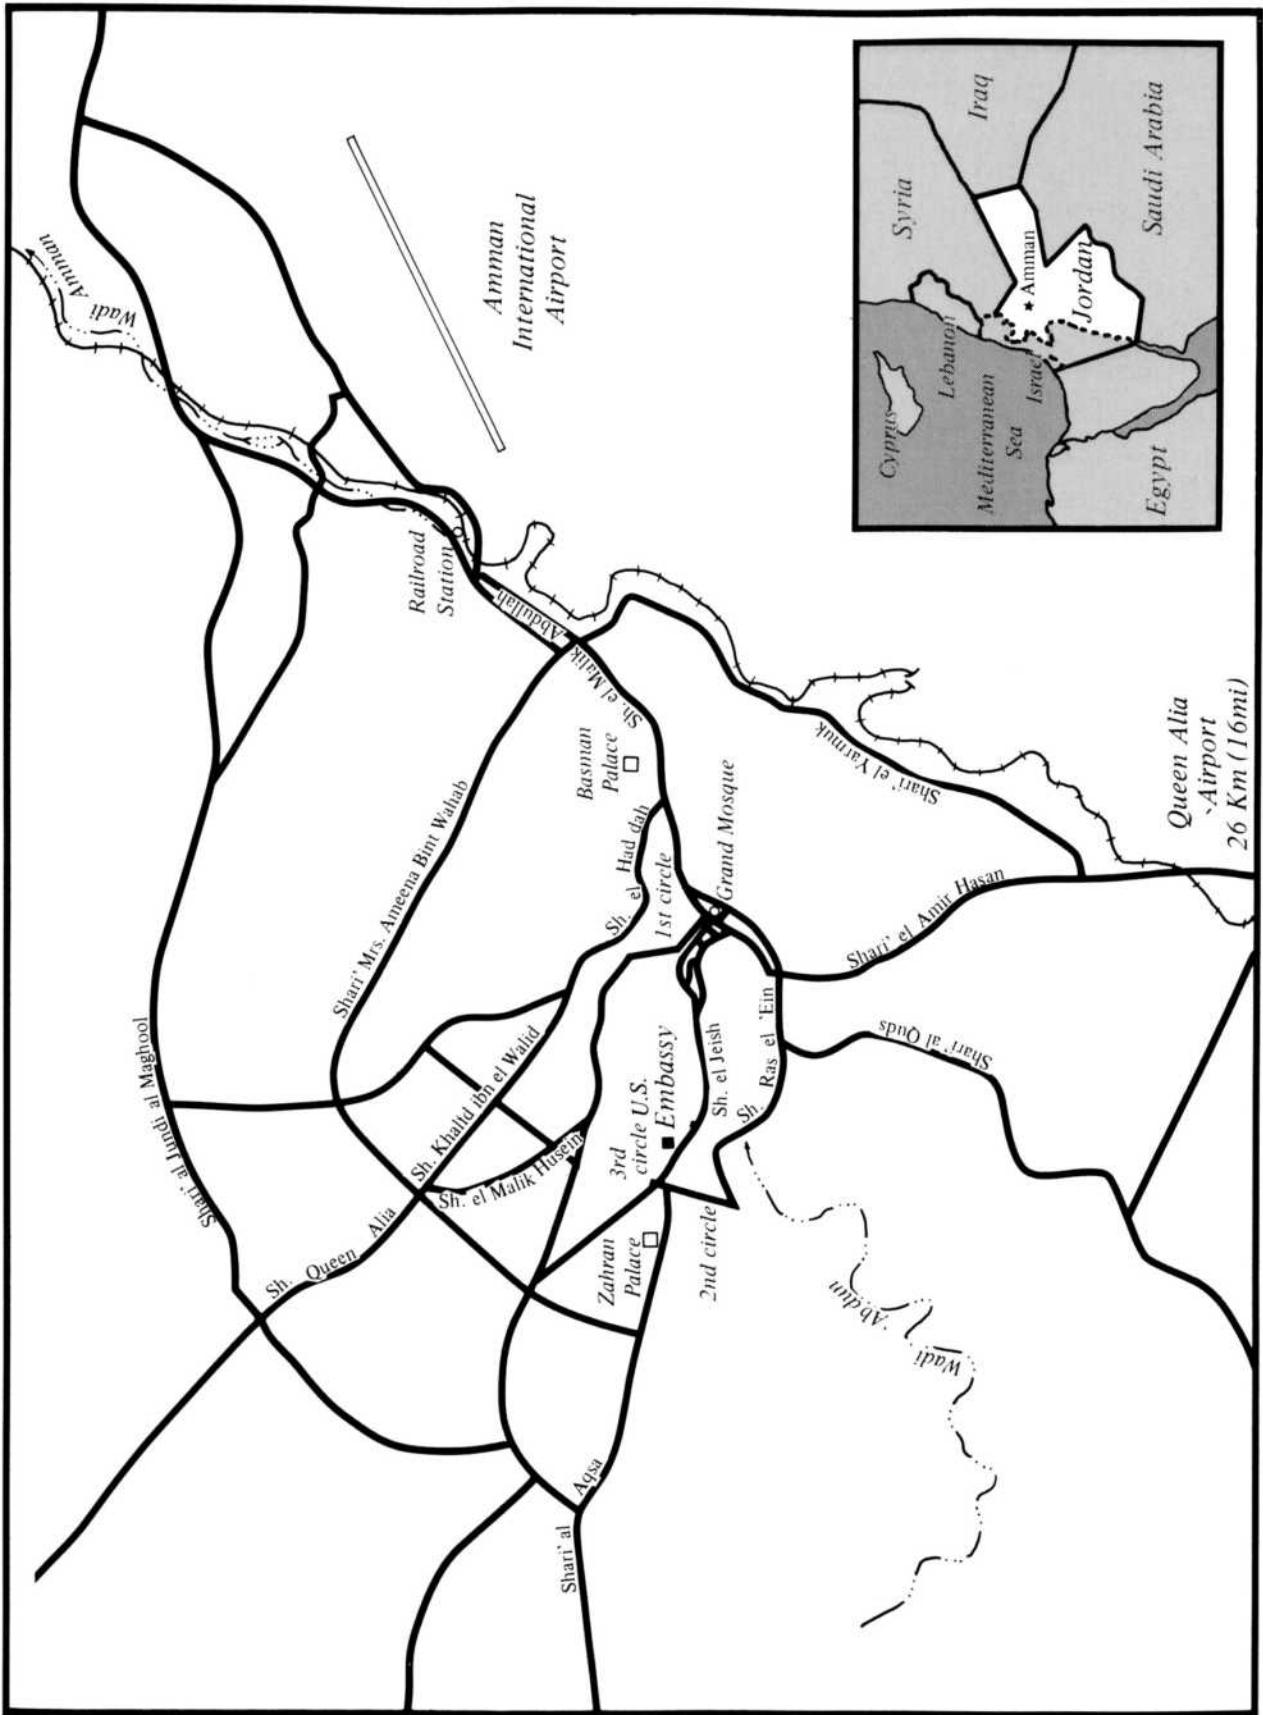 Wadi Amman
Amman
International
Airport
Railroad
Station
Abdullah
Sh. el Malik
Basman
Palace
Shari' Mrs. Ameena Bint Wahab
Sh. el Had dah
1st circle
Grand Mosque
Shari' el Yarmuk
Queen Alia
Airport
26 Km (16mi)
Shari' el Amir Hasan
Shari' al Jundi al Maghool
Sh. Khalid ibn el Walid
Sh. el Malik Husein
Sh. Queen Alia
3rd
circle
U.S.
Embassy
Sh. el Jeish
Sh. Ras el 'Ein
Shari' al Quds
Zahran
Palace
2nd circle
Wadi 'Abdun
Shari' al Aqsa
Cyprus
Syria
Iraq
Lebanon
Mediterranean
Sea
Israel
Amman
Jordan
Saudi Arabia
Egypt